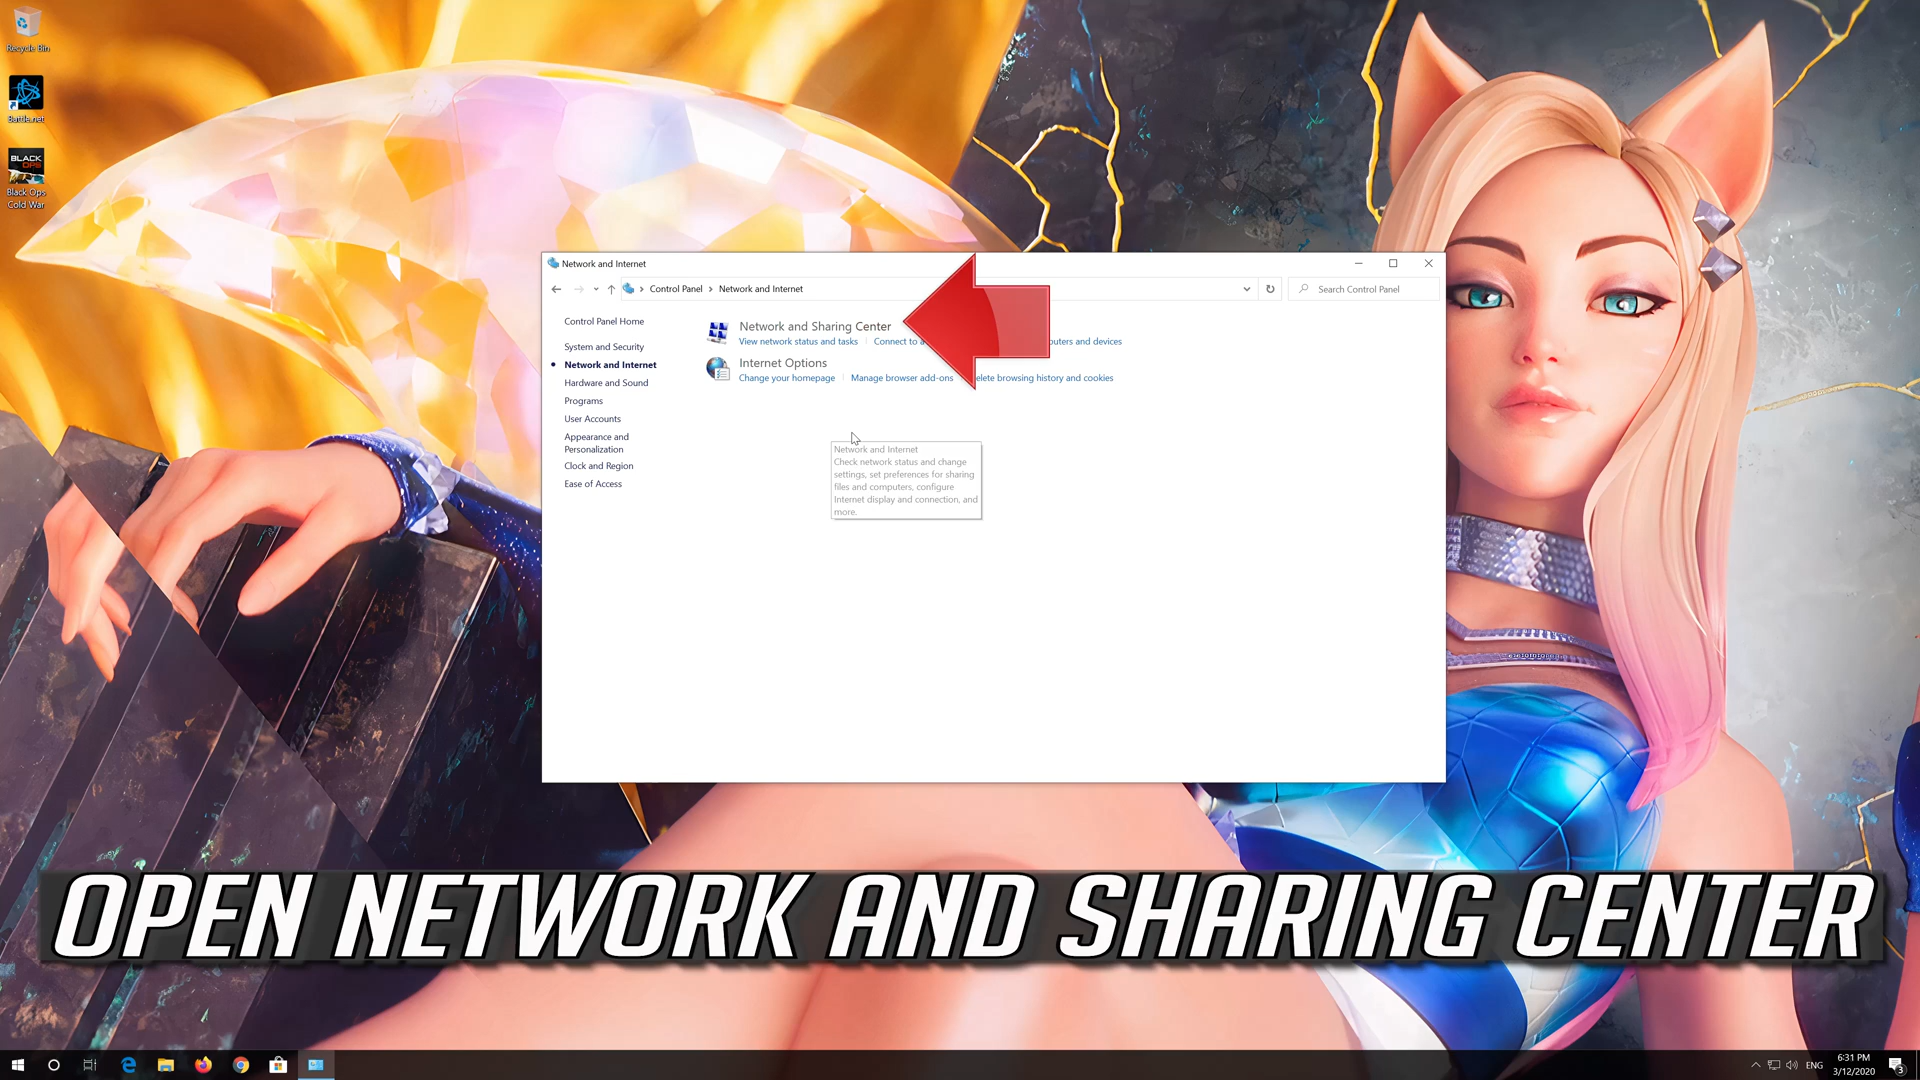 Recycle Bin
Battle.net
BLACK OPS
Black Ops
Cold War
Network and Internet
Control Panel > Network and Internet
Search Control Panel
Control Panel Home
System and Security
Network and Internet
Hardware and Sound
Programs
User Accounts
Appearance and
Personalization
Clock and Region
Ease of Access
Network and Sharing Center
View network status and tasks
Connect to a
and devices
Internet Options
Change your homepage
Manage browser add-ons
browsing history and cookies
Network and Internet
Check network status and change
settings, set preferences for sharing
files and computers, configure
Internet display and connection, and
more.
OPEN NETWORK AND SHARING CENTER
ENG
6:31 PM
3/12/2020
3